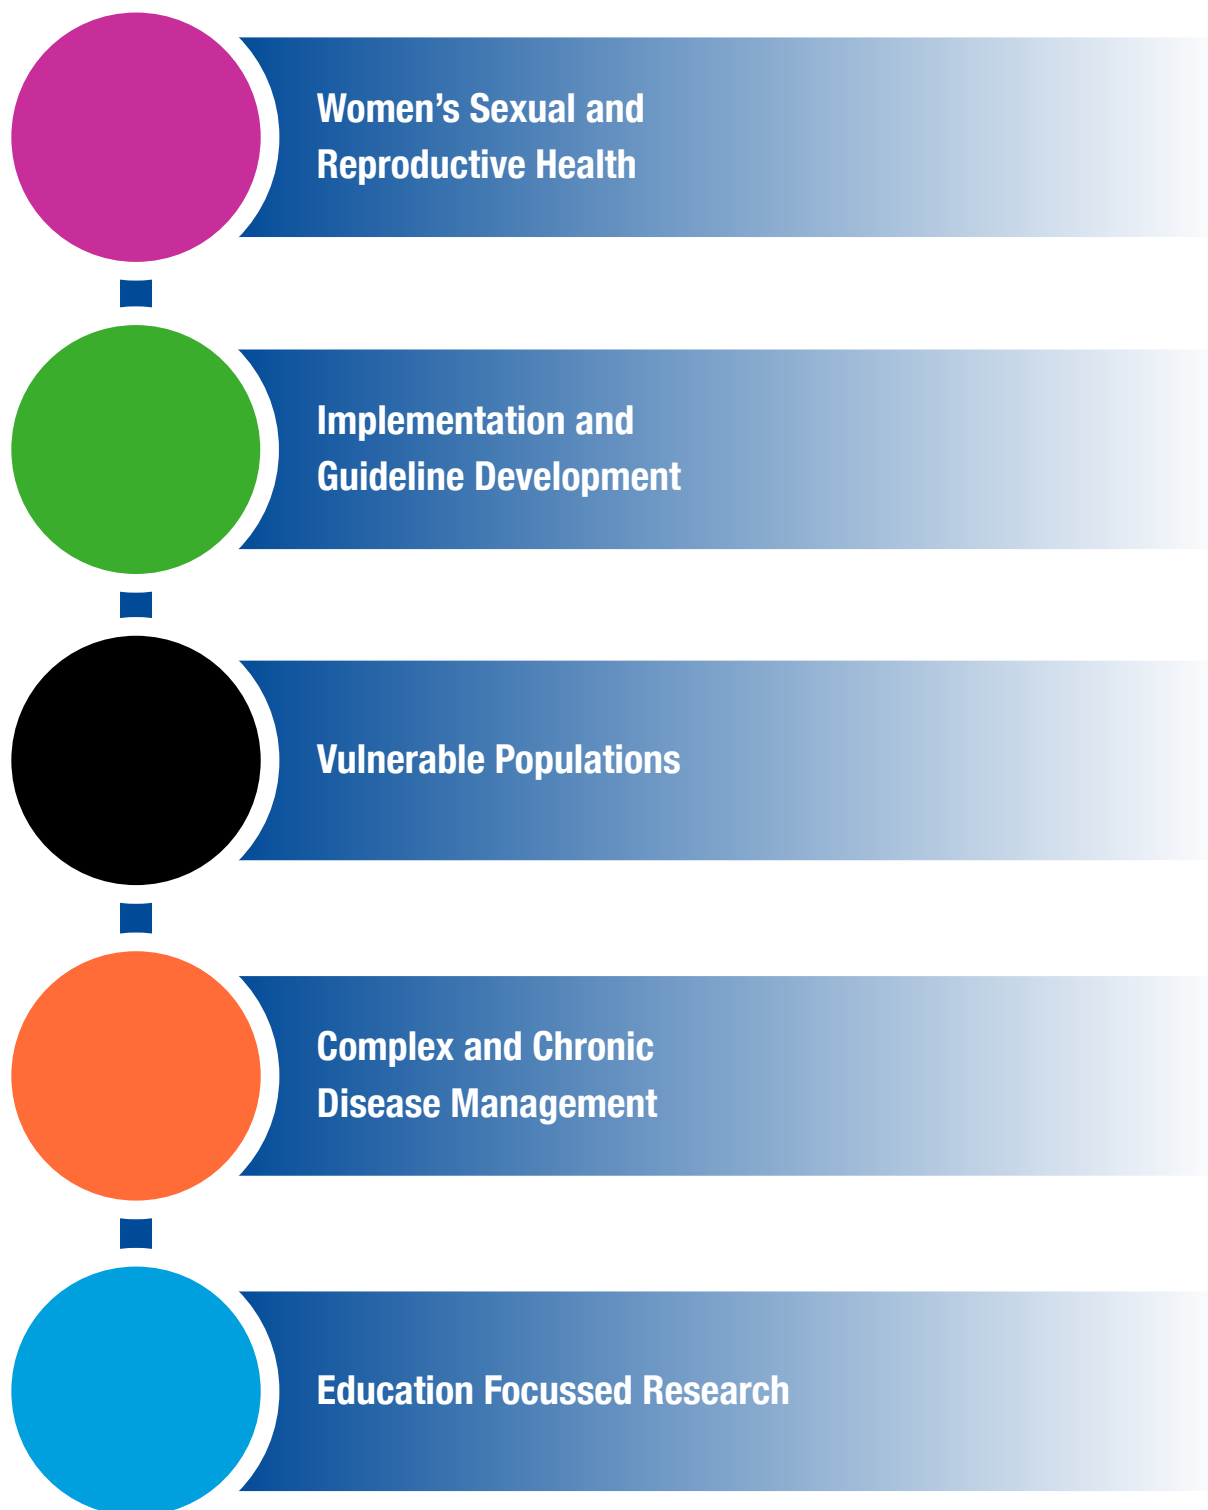 Women’s Sexual and
Reproductive Health
Implementation and
Guideline Development
Vulnerable Populations
Complex and Chronic
Disease Management
Education Focussed Research